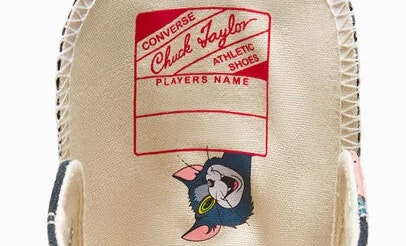 CONVERSE
Chuck Taylor
ATHLETIC
SHOES
PLAYERS NAME